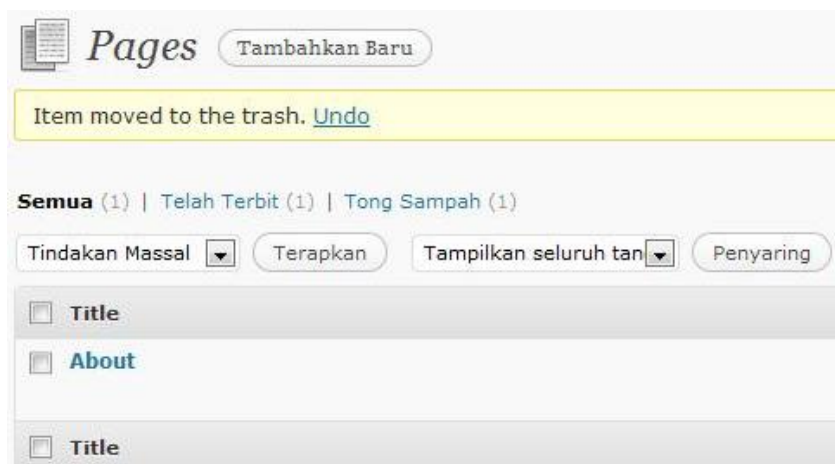 Pages Tambahkan Baru
Item moved to the trash. Undo
Semua (1) | Telah Terbit (1) | Tong Sampah (1)
Tindakan Massal Terapkan Tampilkan seluruh tan Penyaring
Title
About
Title